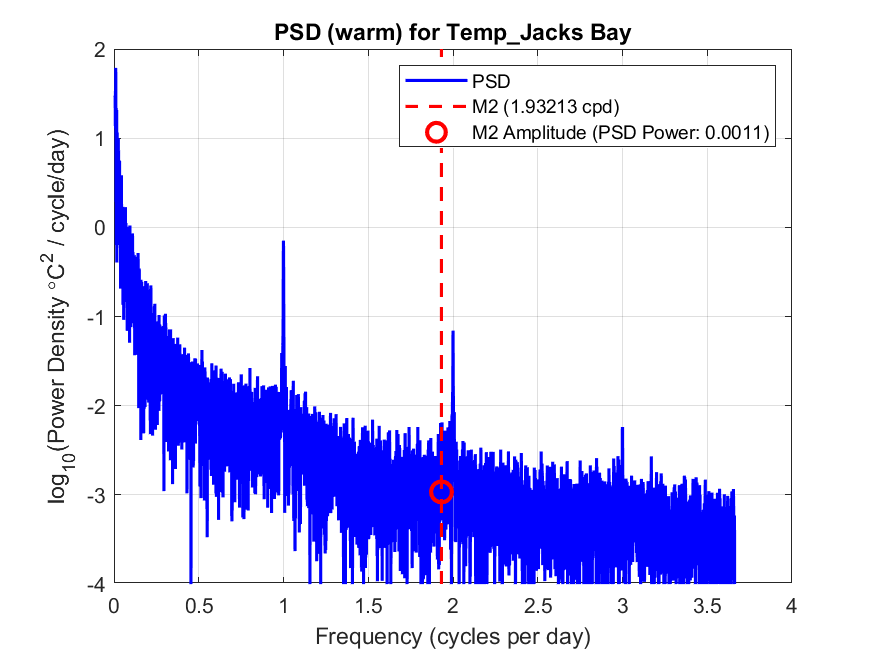 PSD (warm) for Temp_Jacks Bay
PSD
M2 (1.93213 cpd)
M2 Amplitude (PSD Power: 0.0011)
log10(Power Density °C2 / cycle/day)
2
1
0
-1
-2
-3
-4
0 0.5 1 1.5 2 2.5 3 3.5 4
Frequency (cycles per day)